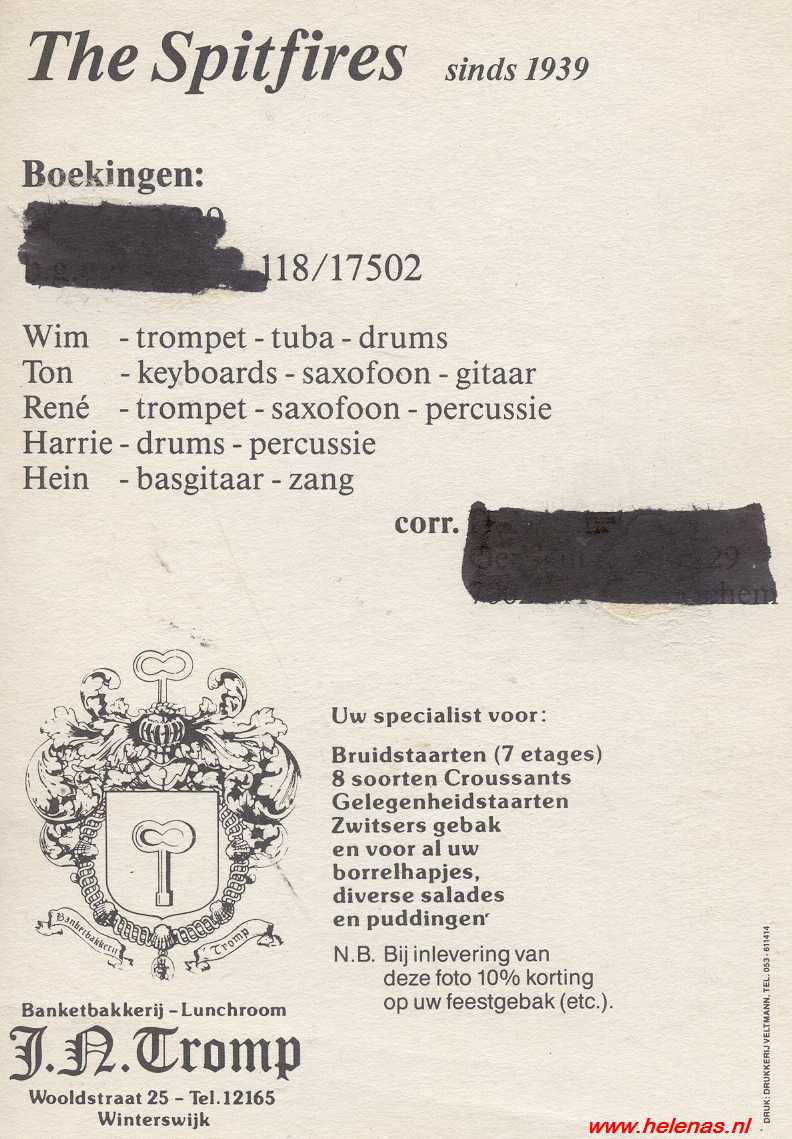 The Spitfires sinds 1939
Boekingen:
118/17502
Wim - trompet - tuba - drums
Ton - keyboards - saxofoon - gitaar
René - trompet - saxofoon - percussie
Harrie - drums - percussie
Hein - basgitaar - zang
corr.
29
Uw specialist voor:
Bruidstaarten (7 etages)
8 soorten Croussants
Gelegenheidstaarten
Zwitsers gebak
en voor al uw
borrelhapjes,
diverse salades
en puddingen
N.B. Bij inlevering van
deze foto 10% korting
op uw feestgebak (etc.).
Banketbakkerij Tromp
Banketbakkerij - Lunchroom
J.N. Tromp
Wooldstraat 25 - Tel. 12165
Winterswijk
DRUK: DRUKKERIJ VELTMANN, TEL. 053 - 611414
www.helenas.nl